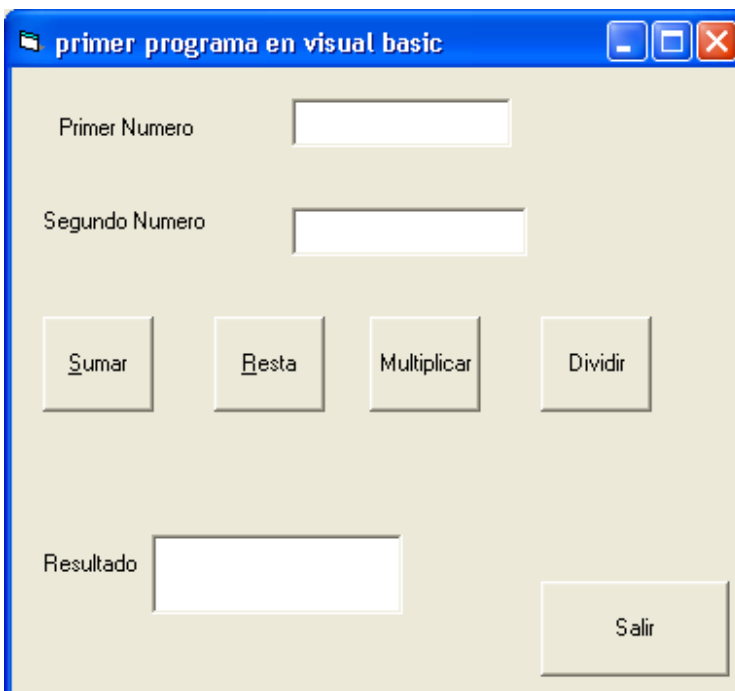 primer programa en visual basic
Primer Numero
Segundo Numero
Sumar Resta Multiplicar Dividir
Resultado
Salir